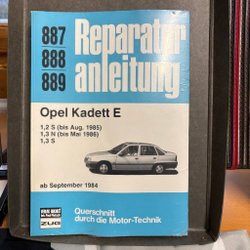 887
888
889
Reparatur
anleitung
Opel Kadett E
1,2 S (bis Aug. 1985)
1,3 N (bis Mai 1986)
1,3 S
ab September 1984
Querschnitt
durch die Motor-Technik